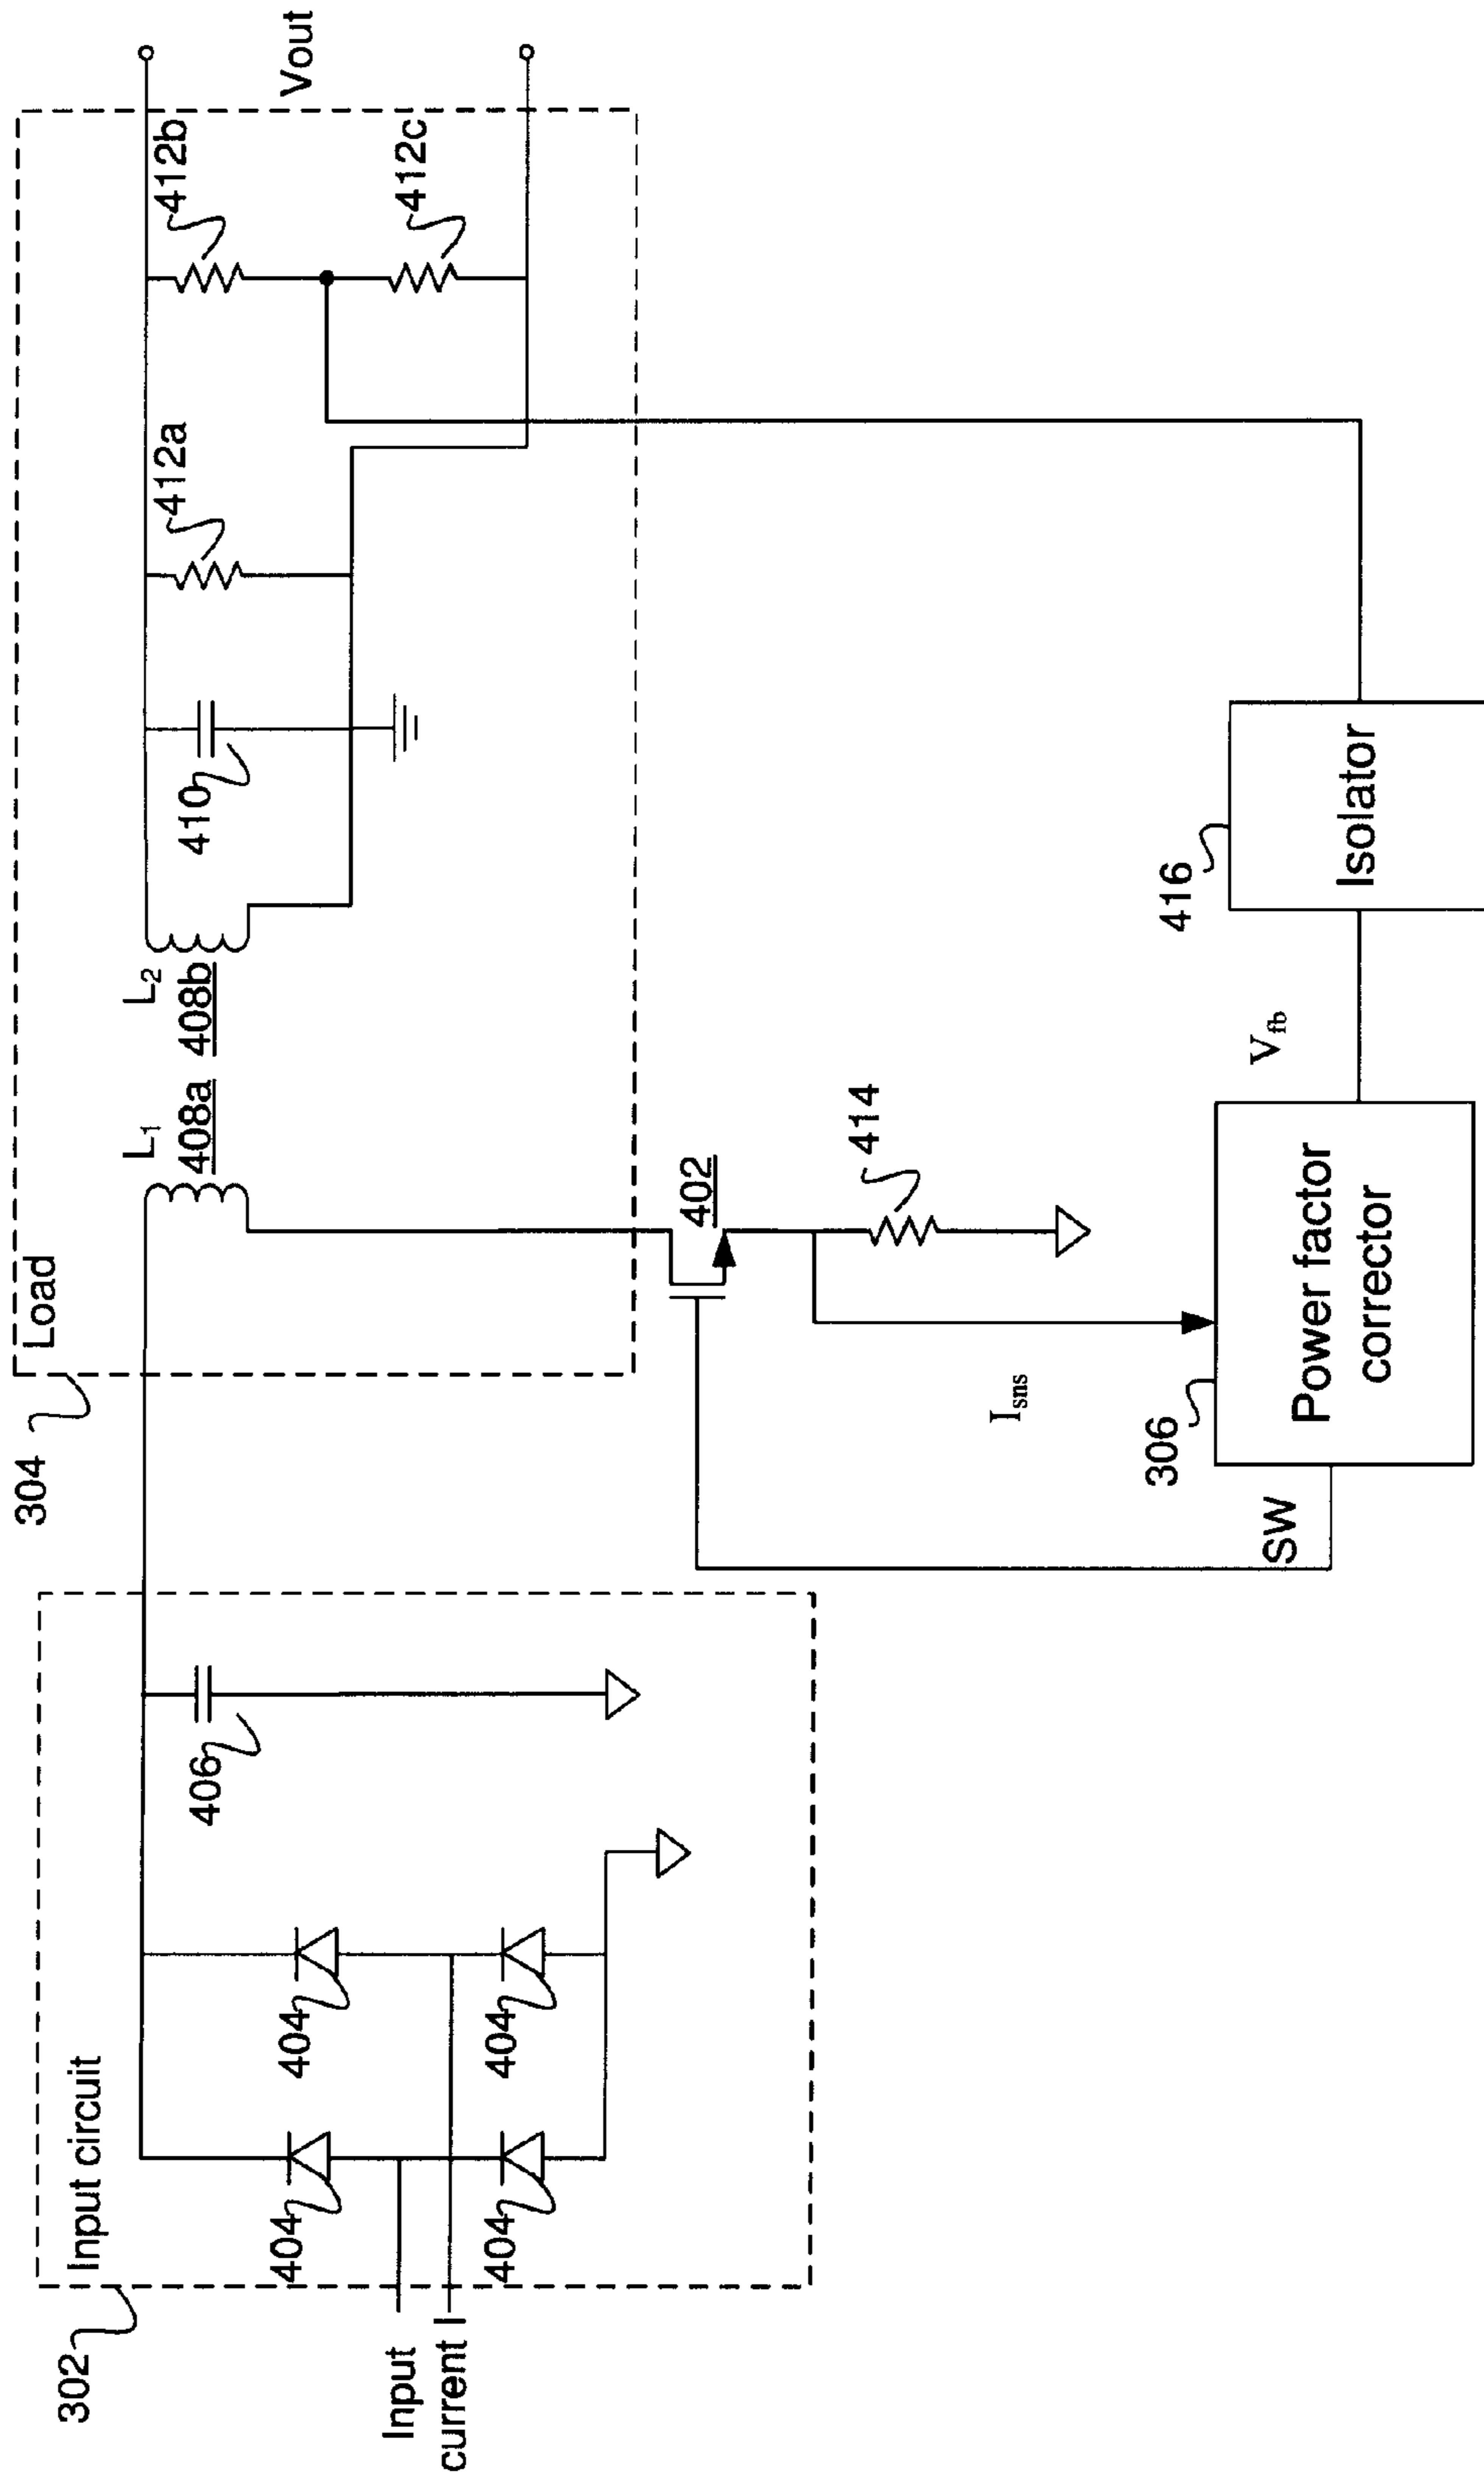 302
Input circuit
Input
current I
404
404
404
404
406
304
Load
L1
408a
L2
408b
410
412a
412b
412c
Vout
402
414
Isns
SW
306
Power factor
corrector
Vfb
416
Isolator